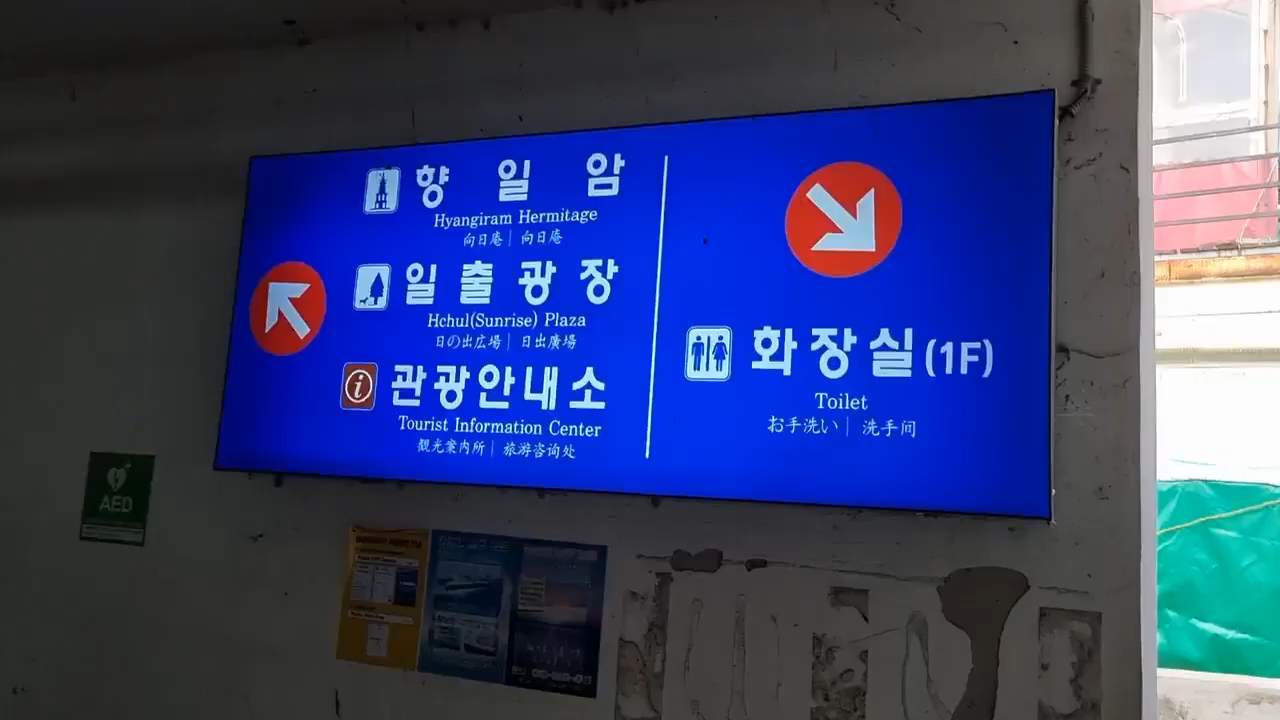 향일암
Hyangiram Hermitage
向日庵 | 向日庵
일출광장
Hchul(Sunrise) Plaza
日の出広場 | 日出廣場
관광안내소
Tourist Information Center
観光案内所 | 旅游咨询处
화장실(1F)
Toilet
お手洗い | 洗手间
AED